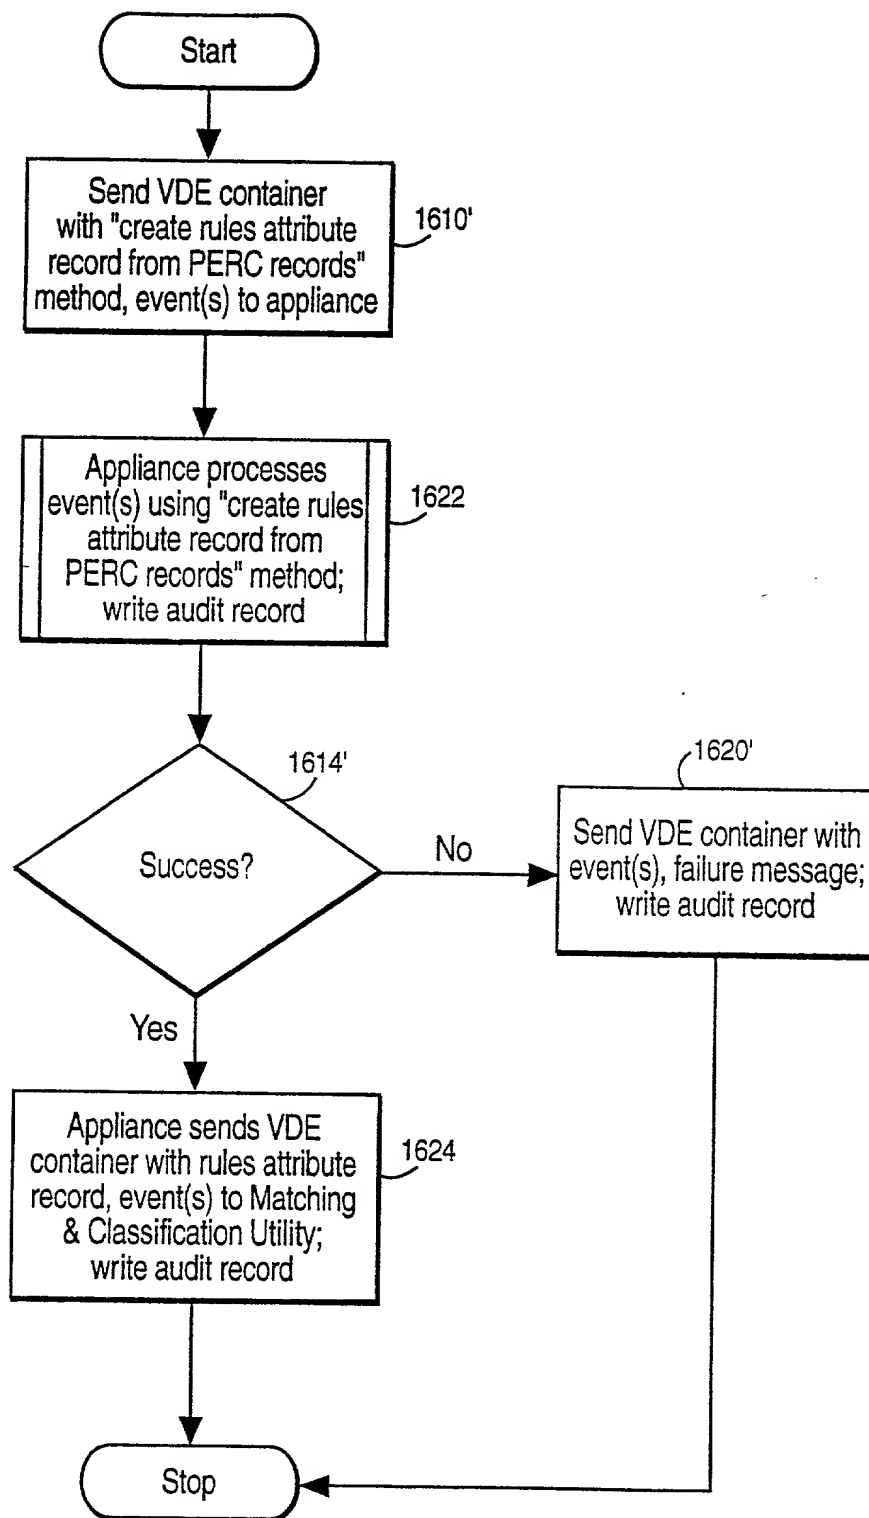 Start
Send VDE container
with "create rules attribute
record from PERC records"
method, event(s) to appliance
1610'
Appliance processes
event(s) using "create rules
attribute record from
PERC records" method;
write audit record
1622
1614'
Success?
No
1620'
Send VDE container with
event(s), failure message;
write audit record
Yes
Appliance sends VDE
container with rules attribute
record, event(s) to Matching
& Classification Utility;
write audit record
1624
Stop